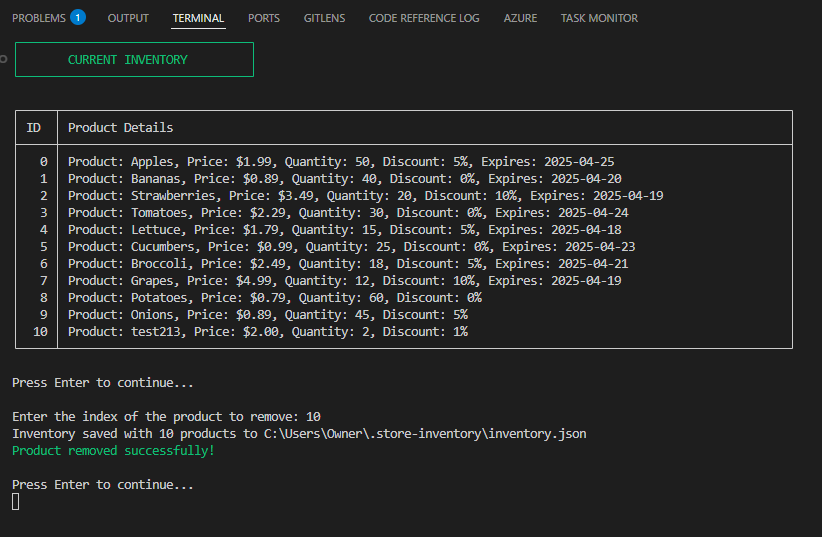 PROBLEMS 1 OUTPUT TERMINAL PORTS GITLENS CODE REFERENCE LOG AZURE TASK MONITOR
CURRENT INVENTORY
ID Product Details
0 Product: Apples, Price: $1.99, Quantity: 50, Discount: 5%, Expires: 2025-04-25
1 Product: Bananas, Price: $0.89, Quantity: 40, Discount: 0%, Expires: 2025-04-20
2 Product: Strawberries, Price: $3.49, Quantity: 20, Discount: 10%, Expires: 2025-04-19
3 Product: Tomatoes, Price: $2.29, Quantity: 30, Discount: 0%, Expires: 2025-04-24
4 Product: Lettuce, Price: $1.79, Quantity: 15, Discount: 5%, Expires: 2025-04-18
5 Product: Cucumbers, Price: $0.99, Quantity: 25, Discount: 0%, Expires: 2025-04-23
6 Product: Broccoli, Price: $2.49, Quantity: 18, Discount: 5%, Expires: 2025-04-21
7 Product: Grapes, Price: $4.99, Quantity: 12, Discount: 10%, Expires: 2025-04-19
8 Product: Potatoes, Price: $0.79, Quantity: 60, Discount: 0%
9 Product: Onions, Price: $0.89, Quantity: 45, Discount: 5%
10 Product: test213, Price: $2.00, Quantity: 2, Discount: 1%
Press Enter to continue...
Enter the index of the product to remove: 10
Inventory saved with 10 products to C:\Users\Owner\.store-inventory\inventory.json
Product removed successfully!
Press Enter to continue...